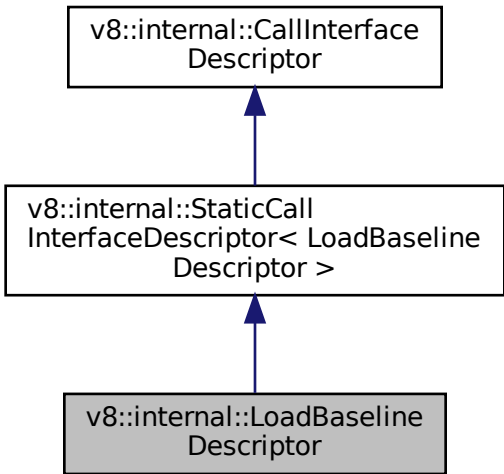 v8::internal::CallInterface
Descriptor
v8::internal::StaticCall
InterfaceDescriptor< LoadBaseline
Descriptor >
v8::internal::LoadBaseline
Descriptor